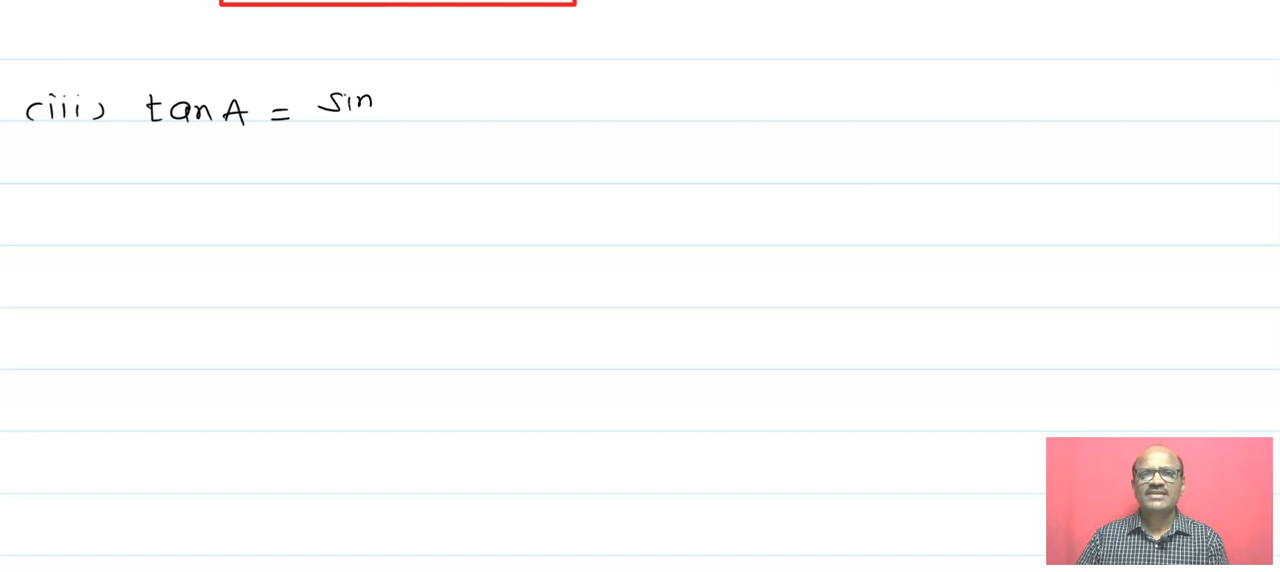 (iii) tanA = sin